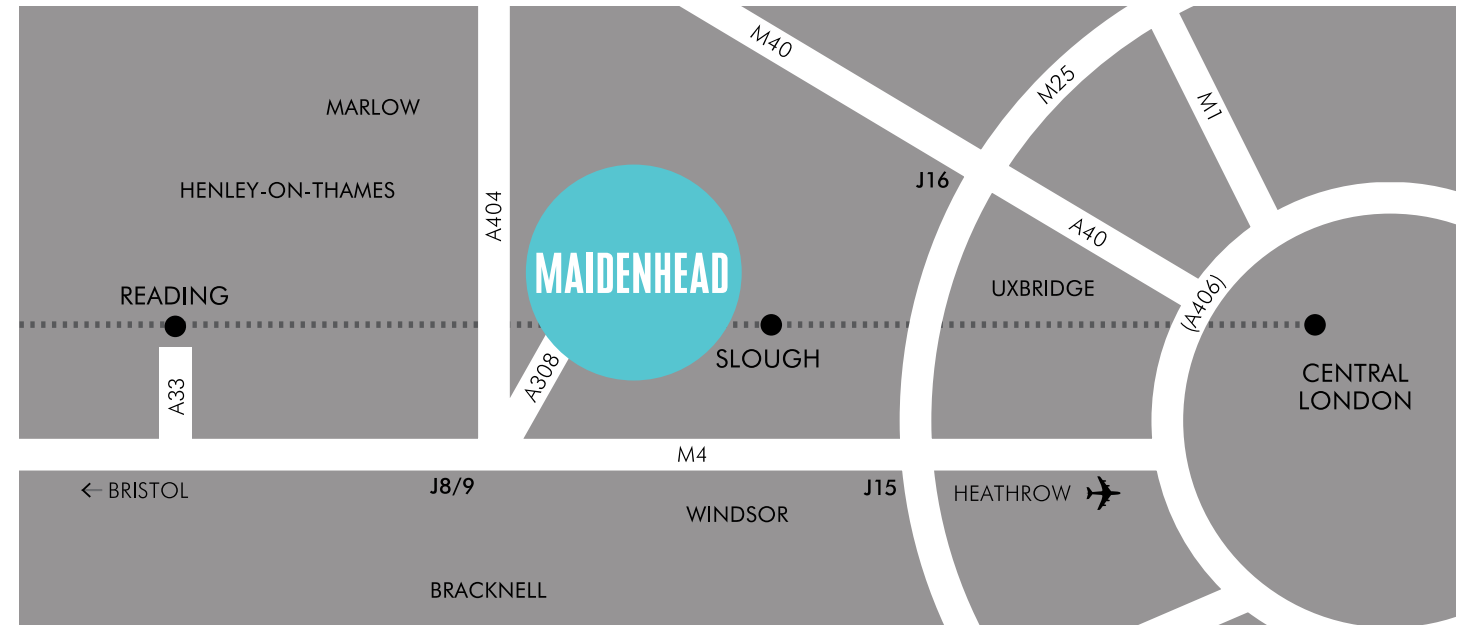 M40
M25
M1
MARLOW
J16
HENLEY-ON-THAMES
A404
A40
MAIDENHEAD
UXBRIDGE
READING
(A406)
SLOUGH
A308
A33
CENTRAL
LONDON
M4
← BRISTOL
J8/9
J15
HEATHROW
WINDSOR
BRACKNELL